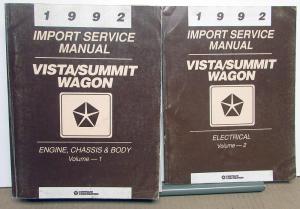 1992
IMPORT SERVICE
MANUAL
VISTA/SUMMIT
WAGON
ENGINE, CHASSIS & BODY
Volume — 1
1992
IMPORT SERVICE
MANUAL
VISTA/SUMMIT
WAGON
ELECTRICAL
Volume — 2